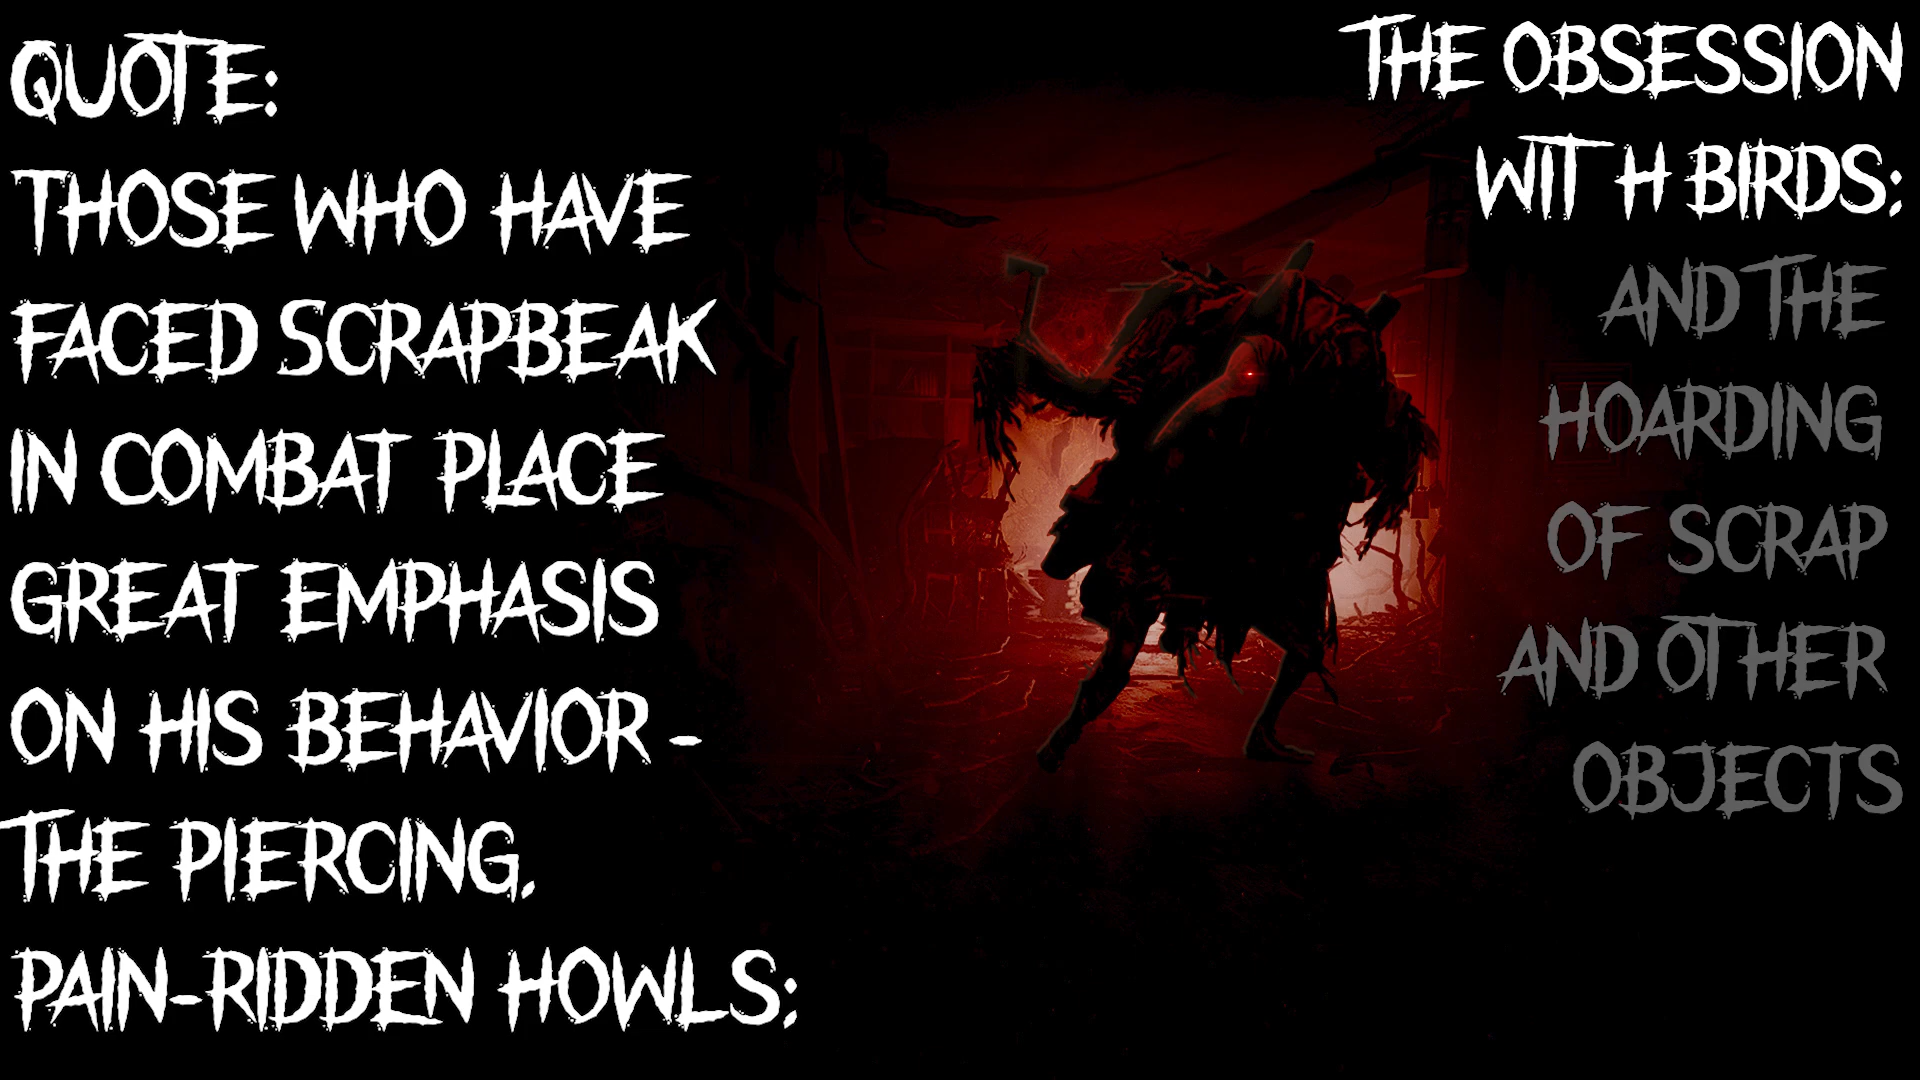 QUOTE:
THOSE WHO HAVE
FACED SCRAPBEAK
IN COMBAT PLACE
GREAT EMPHASIS
ON HIS BEHAVIOR -
THE PIERCING,
PAIN-RIDDEN HOWLS;
THE OBSESSION
WITH BIRDS;
AND THE
HOARDING
OF SCRAP
AND OTHER
OBJECTS